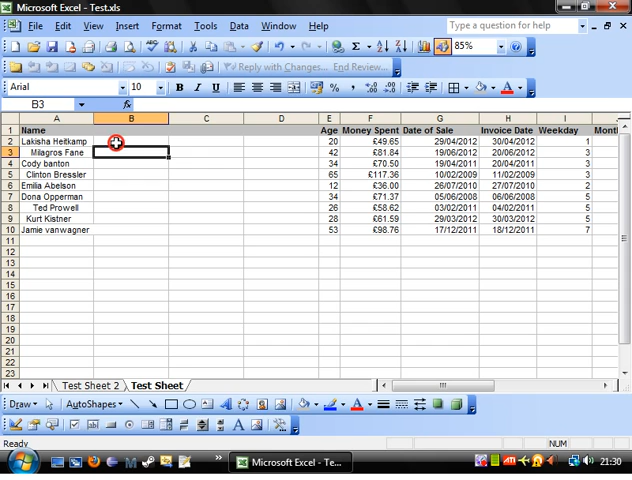 Microsoft Excel - Test.xls
File Edit View Insert Format Tools Data Window Help Type a question for help
85%
Reply with Changes... End Review...
Arial 10 B I U
B3 fx
A B C D E F G H I
1 Name Age Money Spent Date of Sale Invoice Date Weekday Mont
2 Lakisha Heitkamp 20 £49.65 29/04/2012 30/04/2012 1
3 Milagros Fane 42 £81.84 19/06/2012 20/06/2012 3
4 Cody banton 34 £70.50 19/04/2011 20/04/2011 3
5 Clinton Bressler 65 £117.36 10/02/2009 11/02/2009 3
6 Emilia Abelson 12 £36.00 26/07/2010 27/07/2010 2
7 Dona Opperman 34 £71.37 05/06/2008 06/06/2008 5
8 Ted Prowell 26 £58.62 03/02/2011 04/02/2011 5
9 Kurt Kistner 28 £61.59 29/03/2012 30/03/2012 5
10 Jamie vanwagner 53 £98.76 17/12/2011 18/12/2011 7
11
12
13
14
15
16
17
18
19
20
21
22
23
Test Sheet 2 Test Sheet
Draw AutoShapes
Ready NUM
Microsoft Excel - Te... 21:30